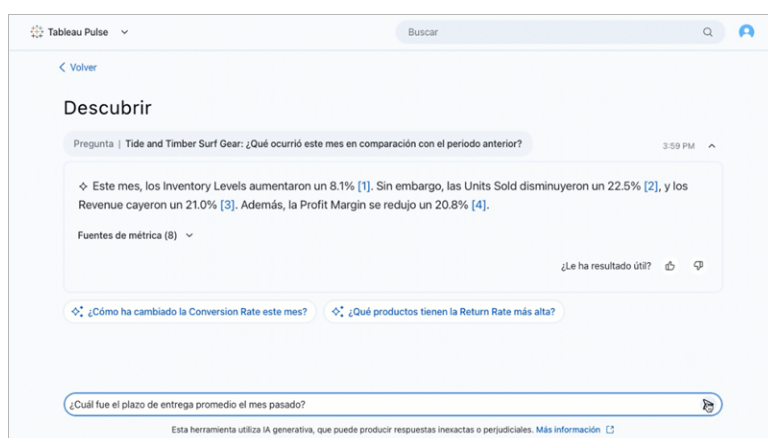 Tableau Pulse
Buscar
Volver
Descubrir
Pregunta | Tide and Timber Surf Gear: ¿Qué ocurrió este mes en comparación con el periodo anterior?
3:59 PM
Este mes, los Inventory Levels aumentaron un 8.1% [1]. Sin embargo, las Units Sold disminuyeron un 22.5% [2], y los
Revenue cayeron un 21.0% [3]. Además, la Profit Margin se redujo un 20.8% [4].
Fuentes de métrica (8)
¿Le ha resultado útil?
¿Cómo ha cambiado la Conversion Rate este mes?
¿Qué productos tienen la Return Rate más alta?
¿Cuál fue el plazo de entrega promedio el mes pasado?
Esta herramienta utiliza IA generativa, que puede producir respuestas inexactas o perjudiciales. Más información